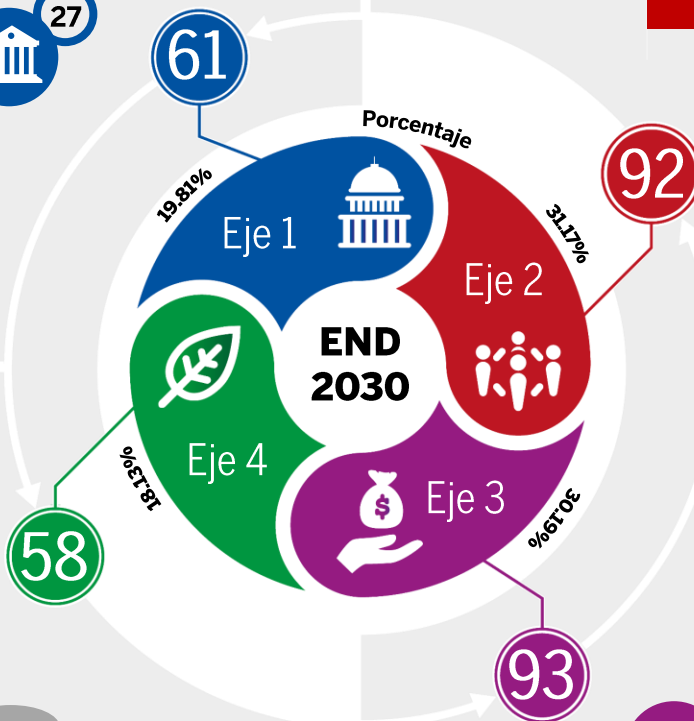 27
61
Porcentaje
92
19.81%
31.17%
Eje 1
Eje 2
END
2030
Eje 4
Eje 3
$
18.13%
30.19%
58
93